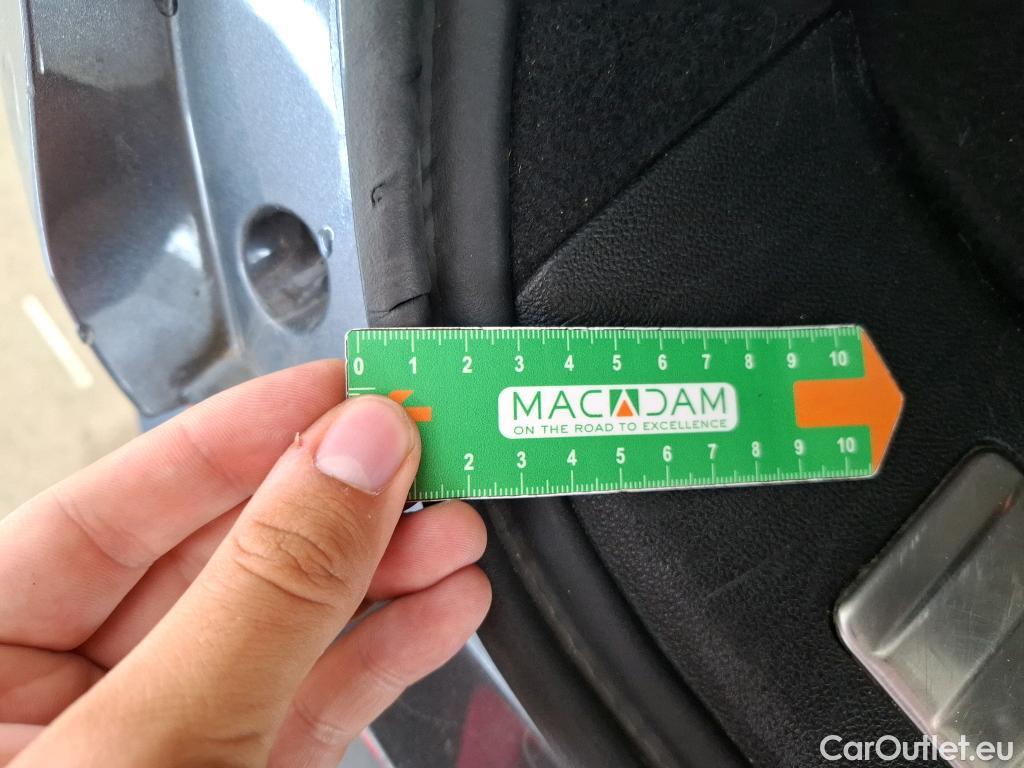 0 1 2 3 4 5 6 7 8 9 10
MACADAM
ON THE ROAD TO EXCELLENCE
2 3 4 5 6 7 8 9 10
CarOutlet.eu